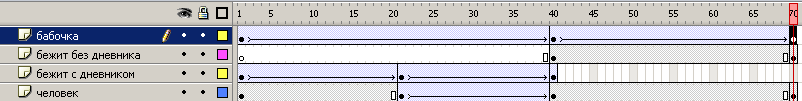 1 5 10 15 20 25 30 35 40 45 50 55 60 65 70
бабочка
бежит без дневника
бежит с дневником
человек